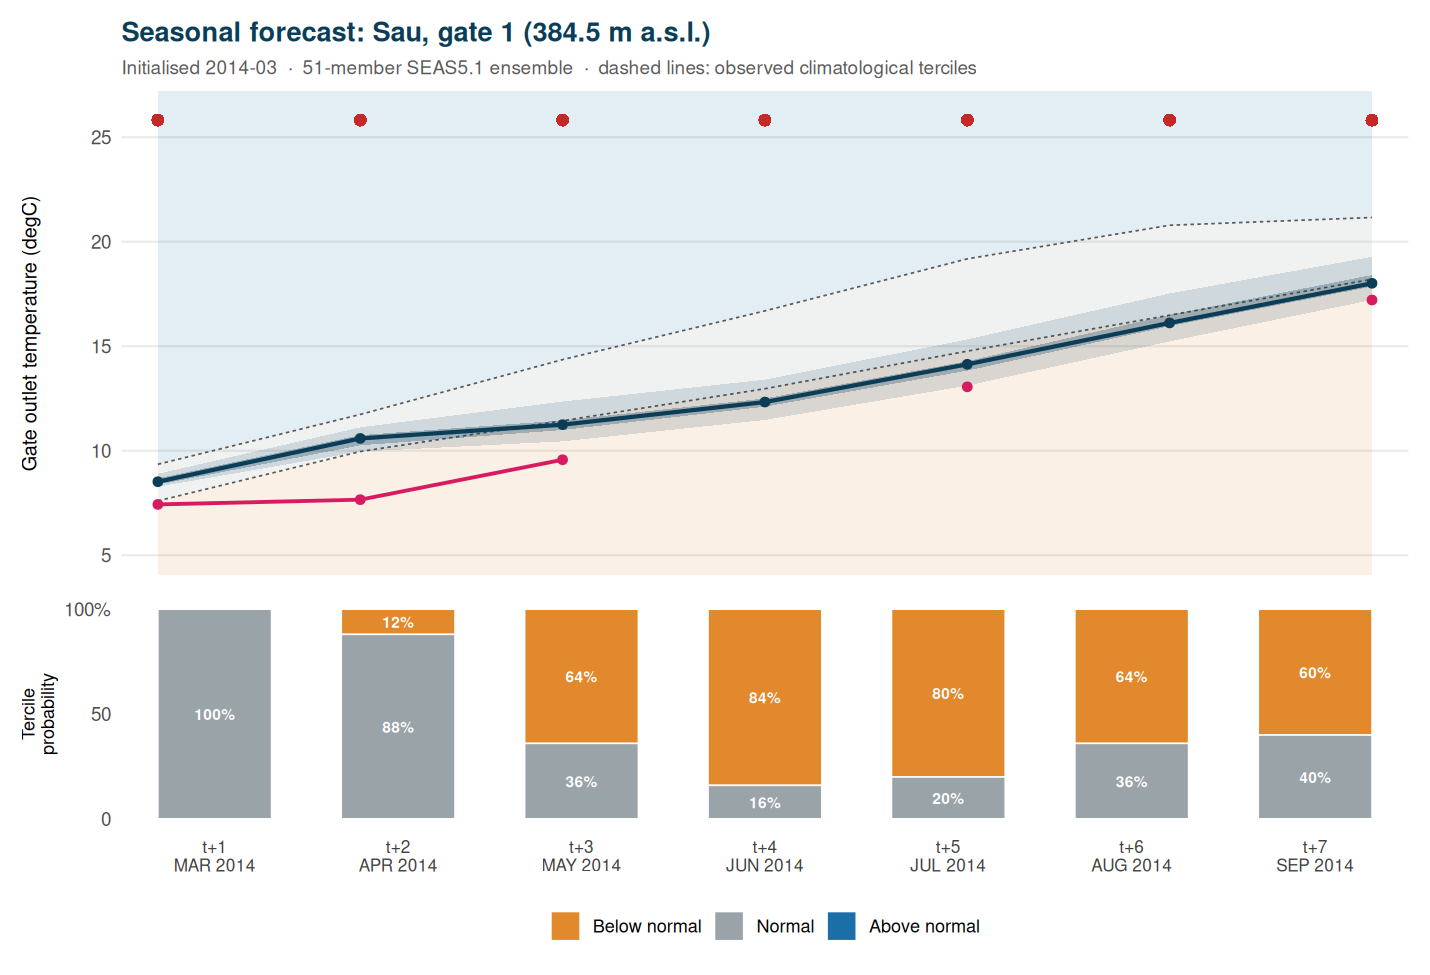 Seasonal forecast: Sau, gate 1 (384.5 m a.s.l.)
Initialised 2014-03 · 51-member SEAS5.1 ensemble · dashed lines: observed climatological terciles
Gate outlet temperature (degC)
25
20
15
10
5
Tercile
probability
100%
50
0
100%
12%
88%
64%
36%
84%
16%
80%
20%
64%
36%
60%
40%
t+1
MAR 2014
t+2
APR 2014
t+3
MAY 2014
t+4
JUN 2014
t+5
JUL 2014
t+6
AUG 2014
t+7
SEP 2014
Below normal
Normal
Above normal